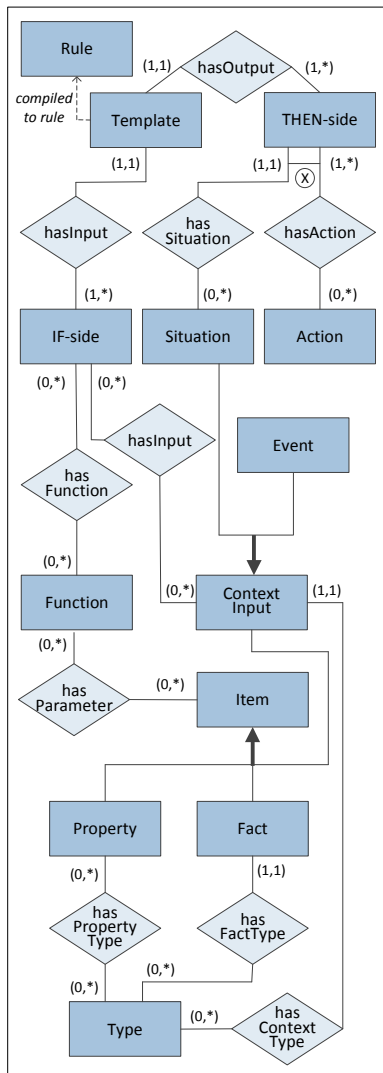 Rule
(1,1)
hasOutput
(1,*)
compiled
to rule
Template
THEN-side
(1,1)
(1,1)
X
(1,*)
hasInput
has
Situation
hasAction
(1,*)
(0,*)
(0,*)
IF-side
Situation
Action
(0,*)
(0,*)
hasInput
Event
has
Function
(0,*)
(0,*)
(1,1)
Function
Context
Input
(0,*)
has
Parameter
(0,*)
Item
Property
Fact
(0,*)
(1,1)
has
Property
Type
has
FactType
(0,*)
(0,*)
Type
(0,*)
has
Context
Type